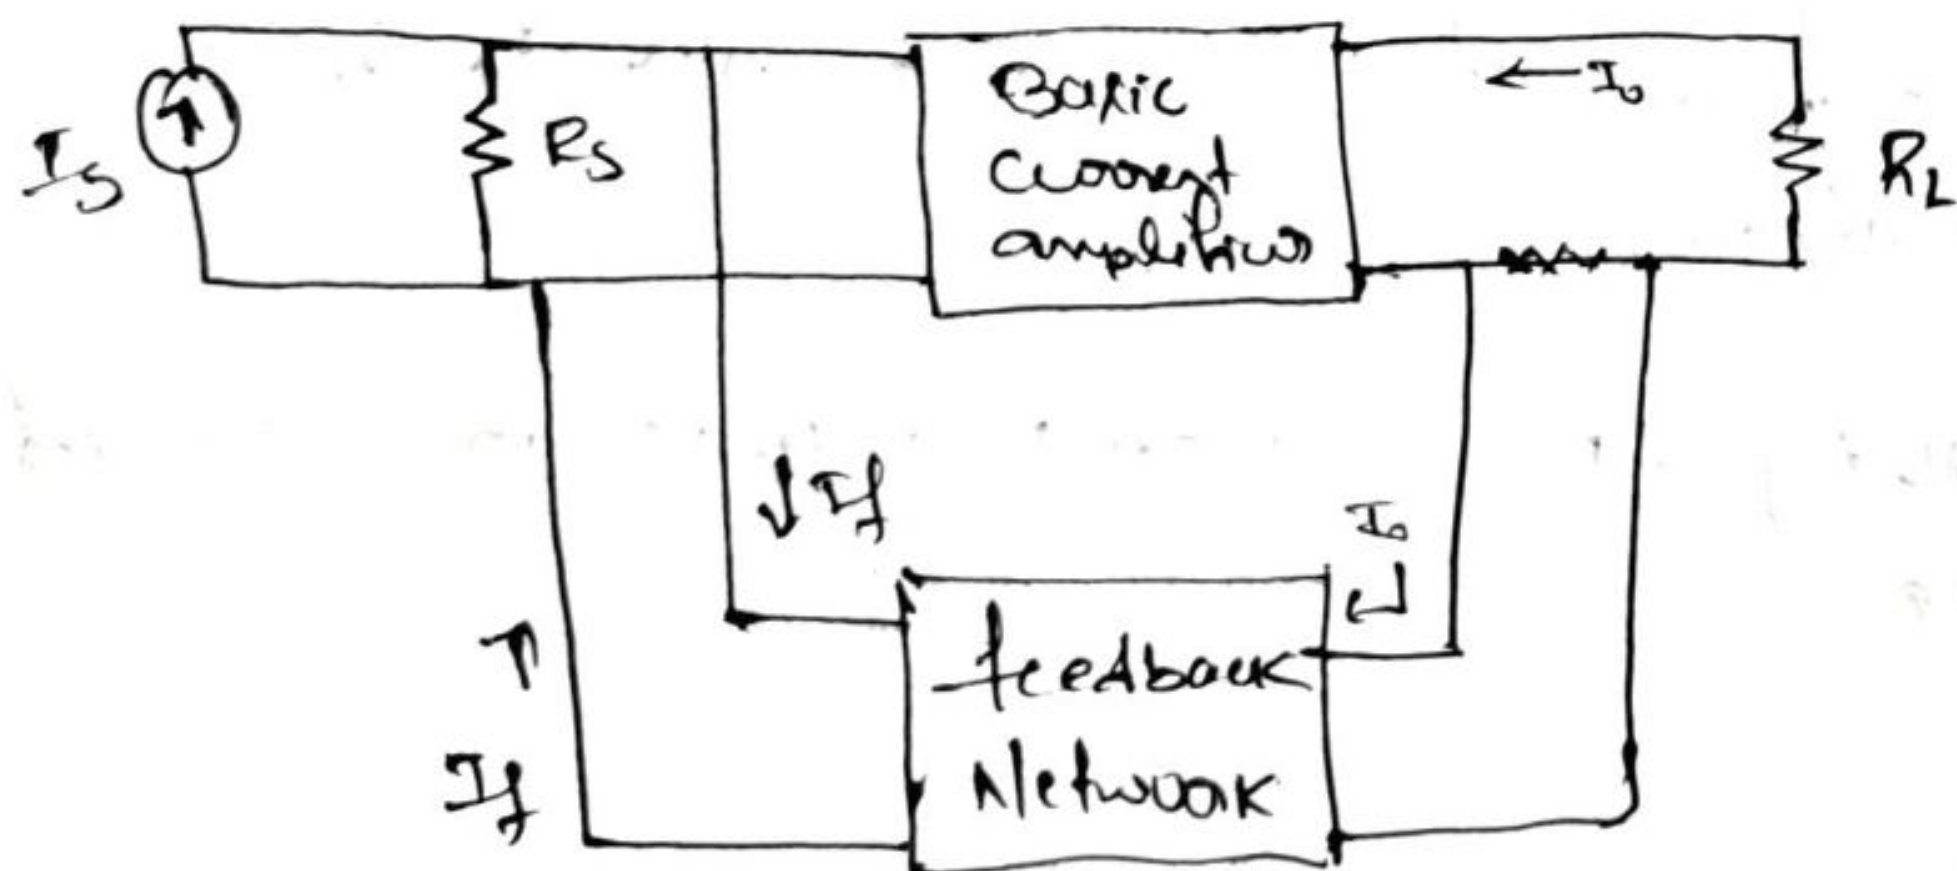 Basic
Current
amplifier
← Io
Is
Rs
RL
↓ If
Io
↑
If
feedback
Network